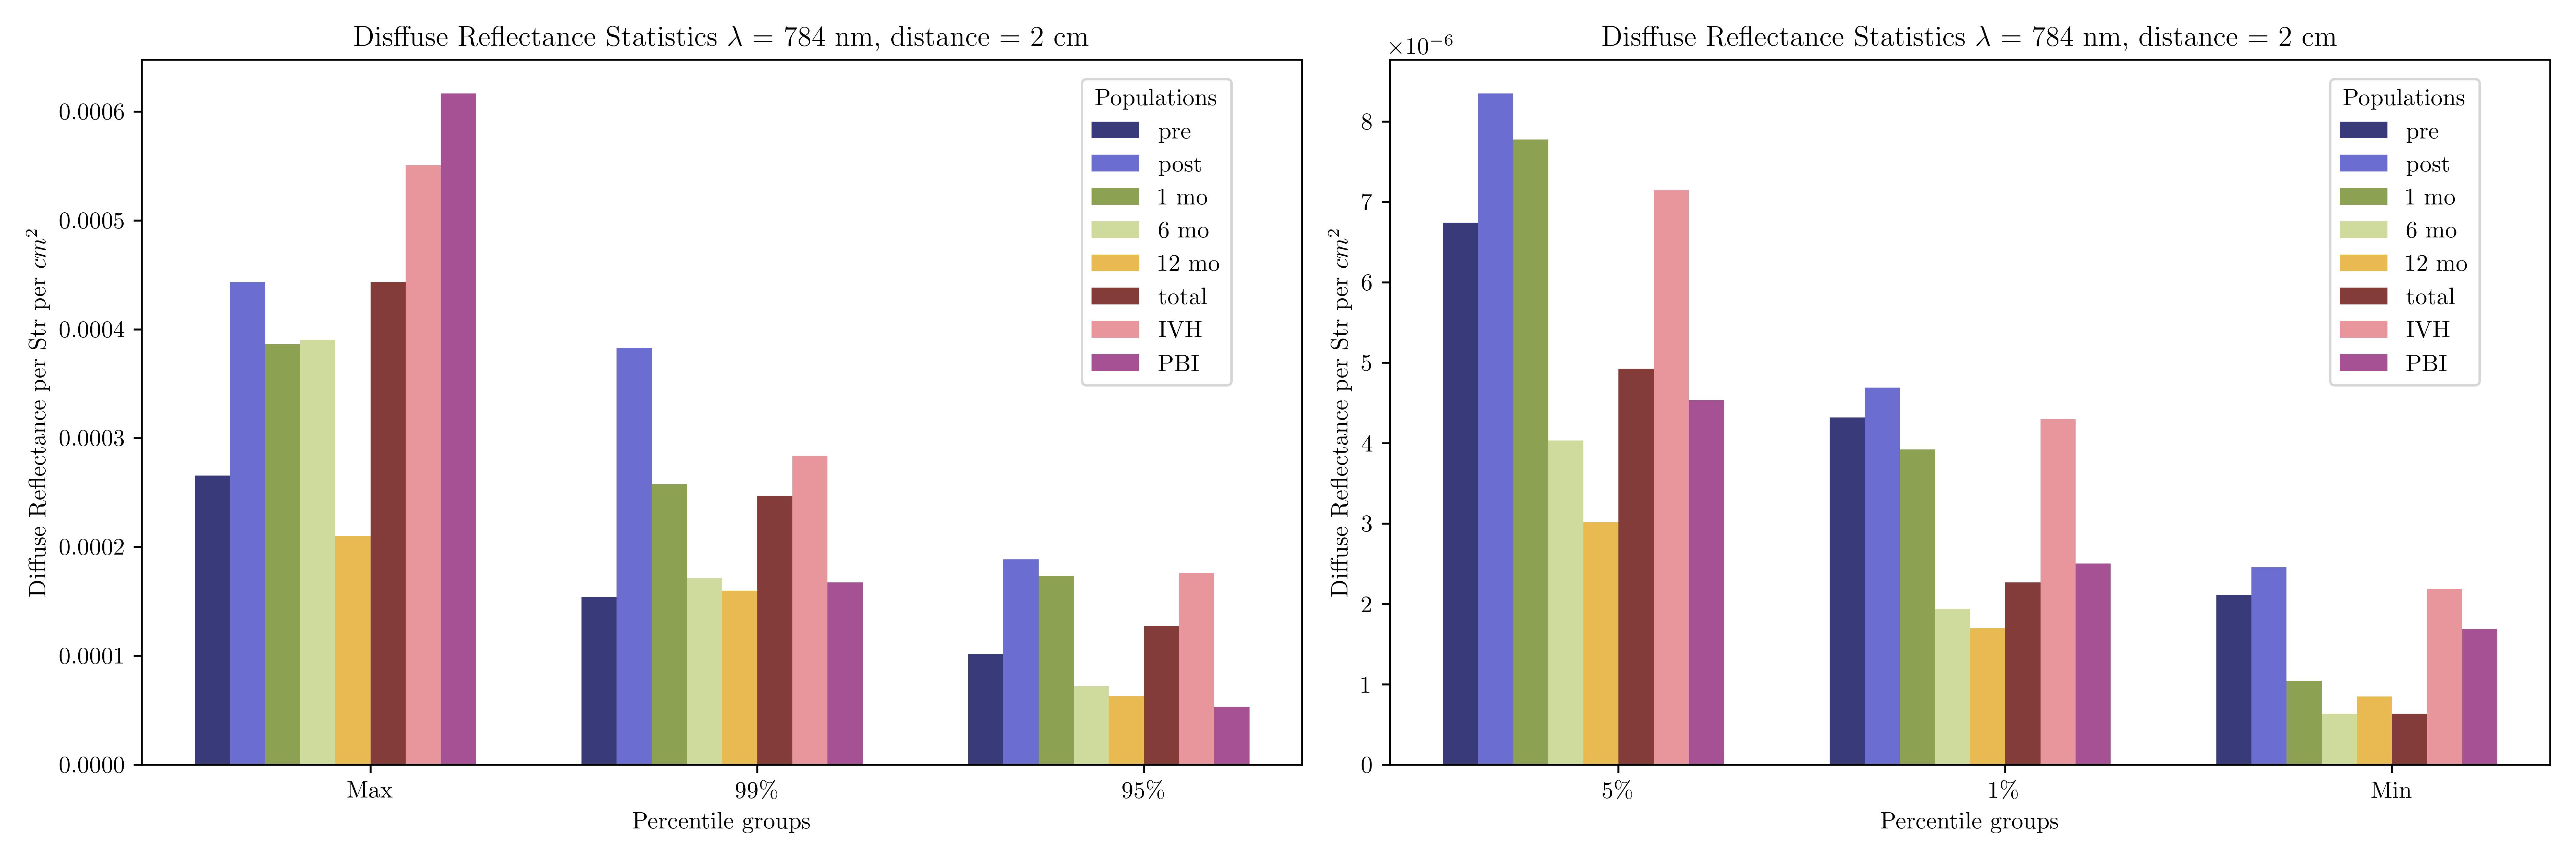 Disffuse Reflectance Statistics λ = 784 nm, distance = 2 cm
Diffuse Reflectance per Str per cm²
0.0006
0.0005
0.0004
0.0003
0.0002
0.0001
0.0000
Populations
pre
post
1 mo
6 mo
12 mo
total
IVH
PBI
Max 99% 95%
Percentile groups
Disffuse Reflectance Statistics λ = 784 nm, distance = 2 cm
×10⁻⁶
Diffuse Reflectance per Str per cm²
8
7
6
5
4
3
2
1
0
Populations
pre
post
1 mo
6 mo
12 mo
total
IVH
PBI
5% 1% Min
Percentile groups